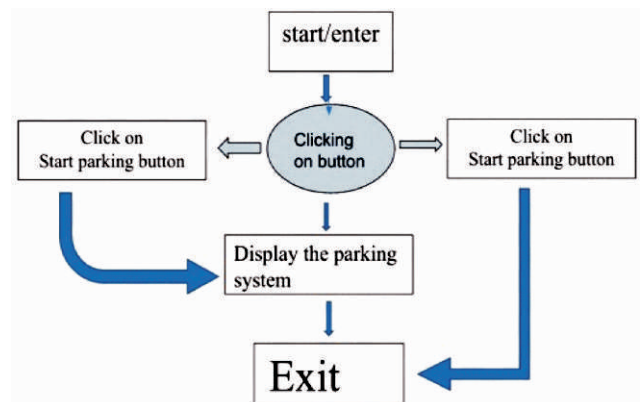 start/enter
Click on
Start parking button
Clicking
on button
Click on
Start parking button
Display the parking
system
Exit